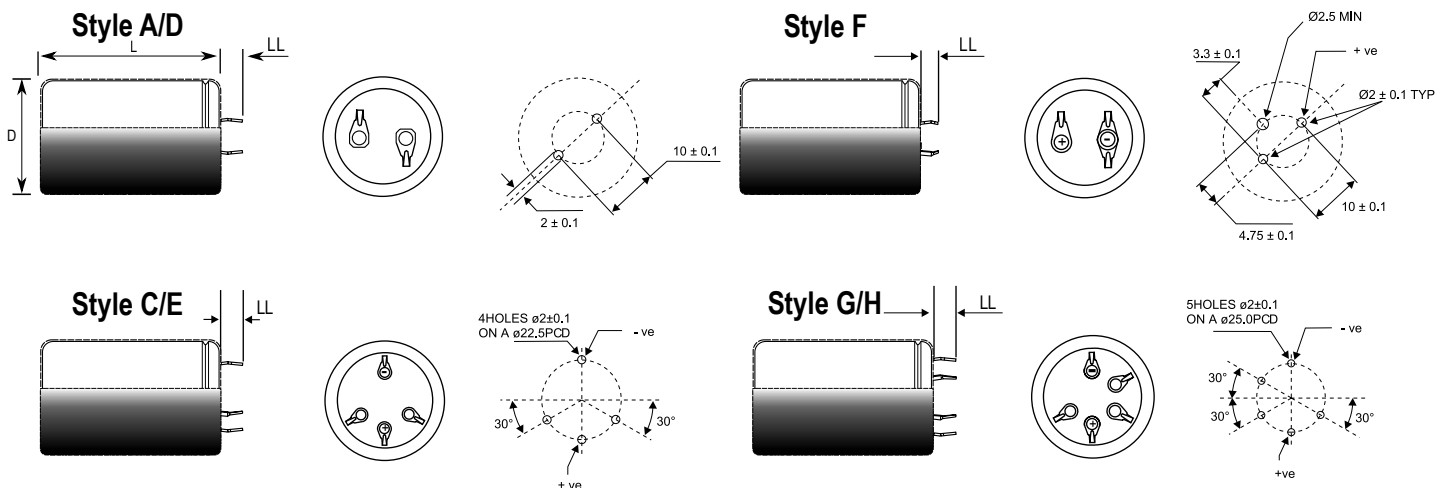 Style A/D
L
LL
D
10 ± 0.1
2 ± 0.1
Style F
LL
+
-
Ø2.5 MIN
+ ve
3.3 ± 0.1
Ø2 ± 0.1 TYP
10 ± 0.1
4.75 ± 0.1
Style C/E
LL
-
+
4HOLES ø2±0.1
ON A ø22.5PCD
- ve
30°
30°
+ ve
Style G/H
LL
-
+
5HOLES ø2±0.1
ON A ø25.0PCD
- ve
30°
30°
30°
+ve